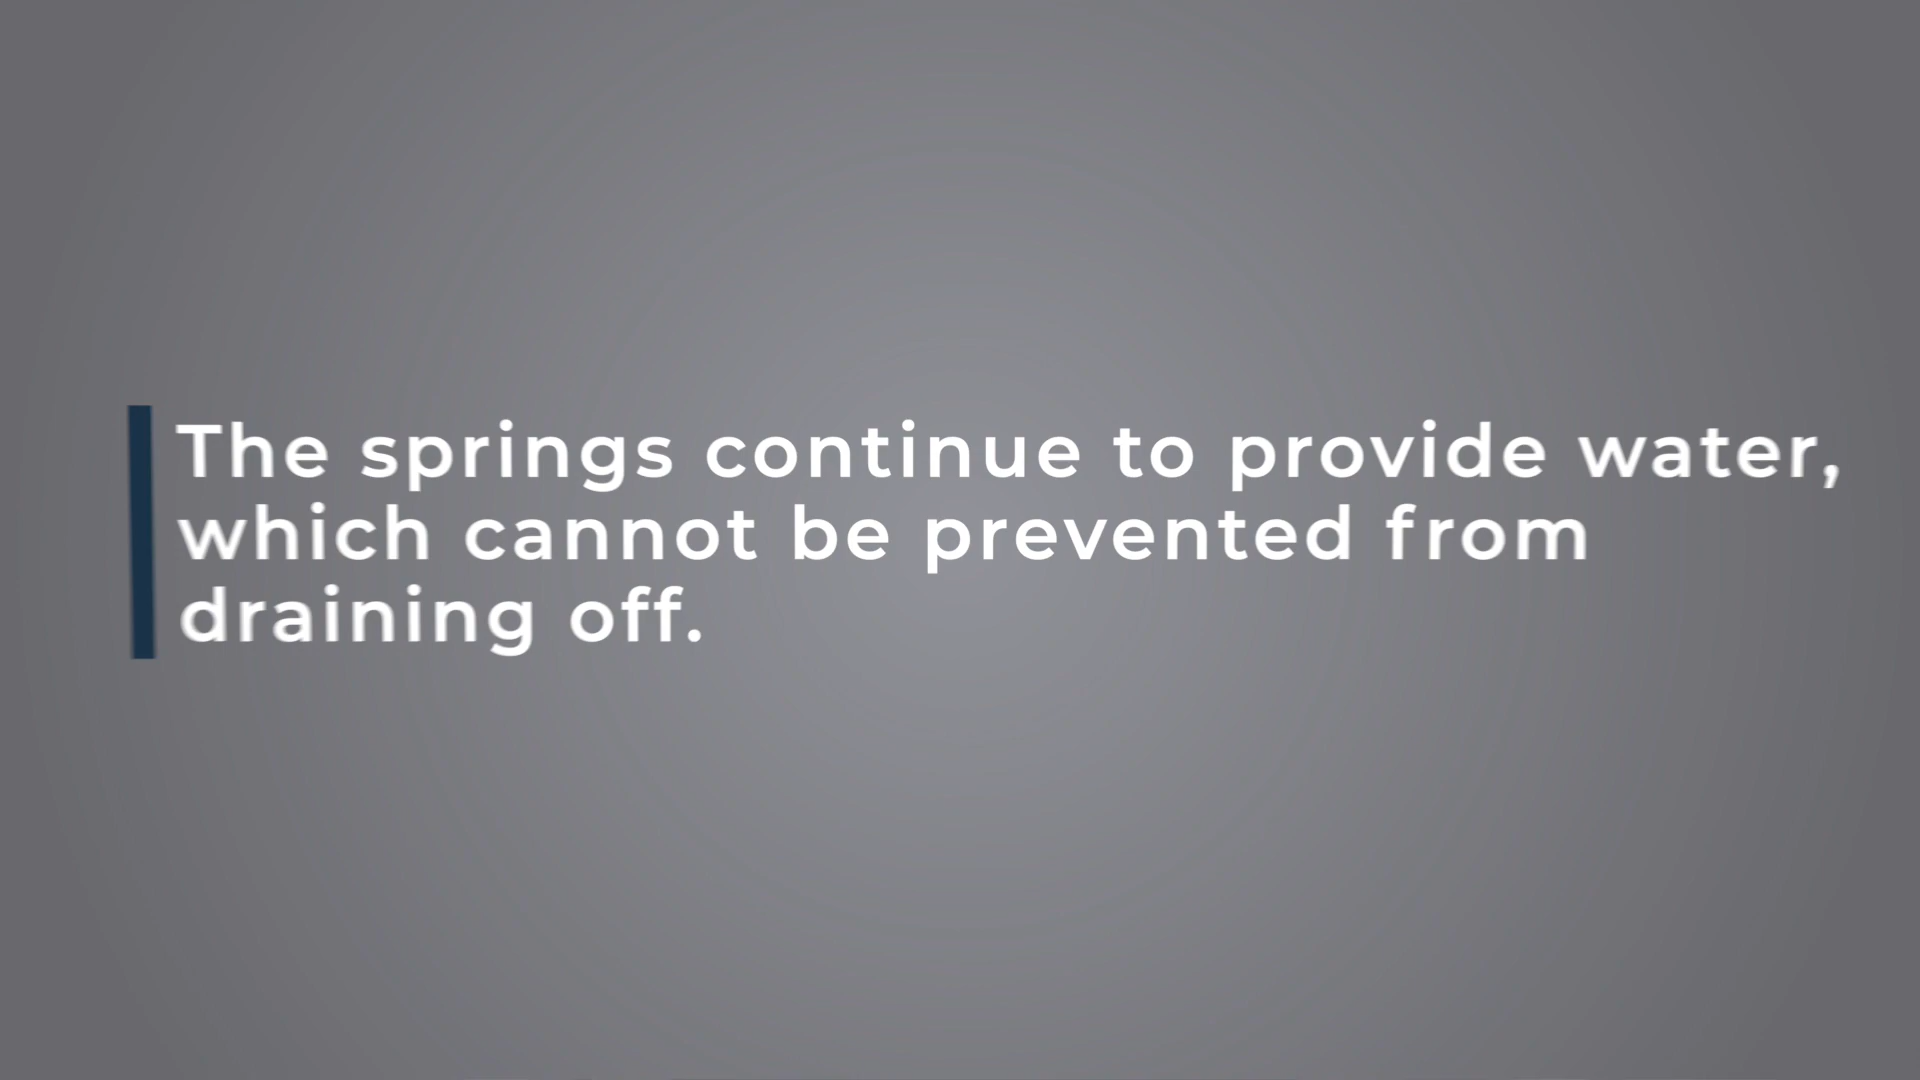 The springs continue to provide water,
which cannot be prevented from
draining off.